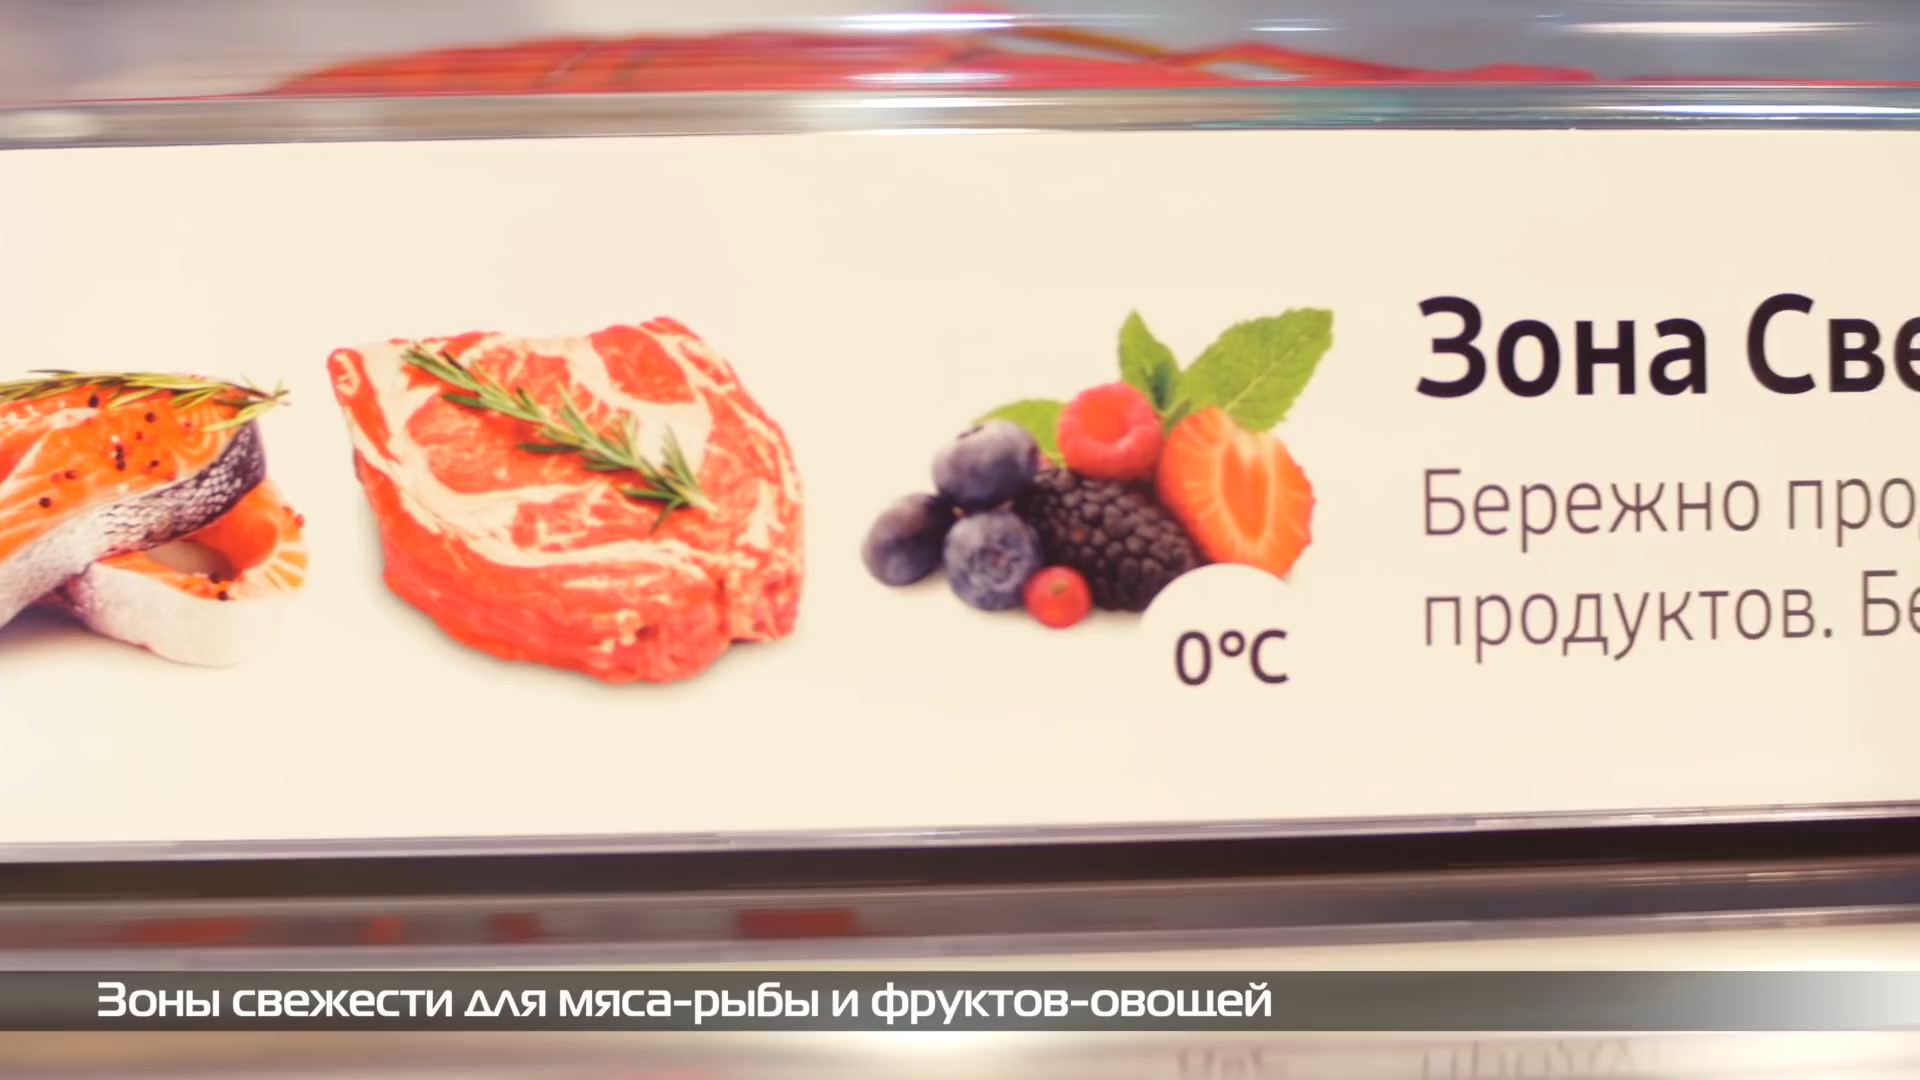 Зона Све
Бережно про
продуктов. Бе
0°C
Зоны свежести для мяса-рыбы и фруктов-овощей